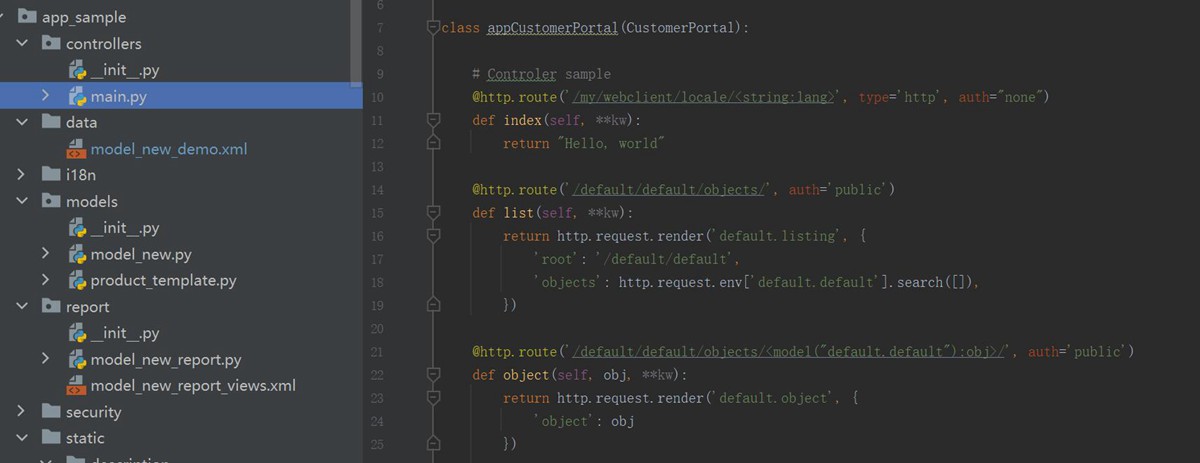 app_sample
controllers
__init__.py
main.py
data
model_new_demo.xml
i18n
models
__init__.py
model_new.py
product_template.py
report
__init__.py
model_new_report.py
model_new_report_views.xml
security
static
6
7 class appCustomerPortal(CustomerPortal):
8
9 # Controler sample
10 @http.route('/my/webclient/locale/<string:lang>', type='http', auth="none")
11 def index(self, **kw):
12 return "Hello, world"
13
14 @http.route('/default/default/objects/', auth='public')
15 def list(self, **kw):
16 return http.request.render('default.listing', {
17 'root': '/default/default',
18 'objects': http.request.env['default.default'].search([]),
19 })
20
21 @http.route('/default/default/objects/<model("default.default"):obj>/', auth='public')
22 def object(self, obj, **kw):
23 return http.request.render('default.object', {
24 'object': obj
25 })